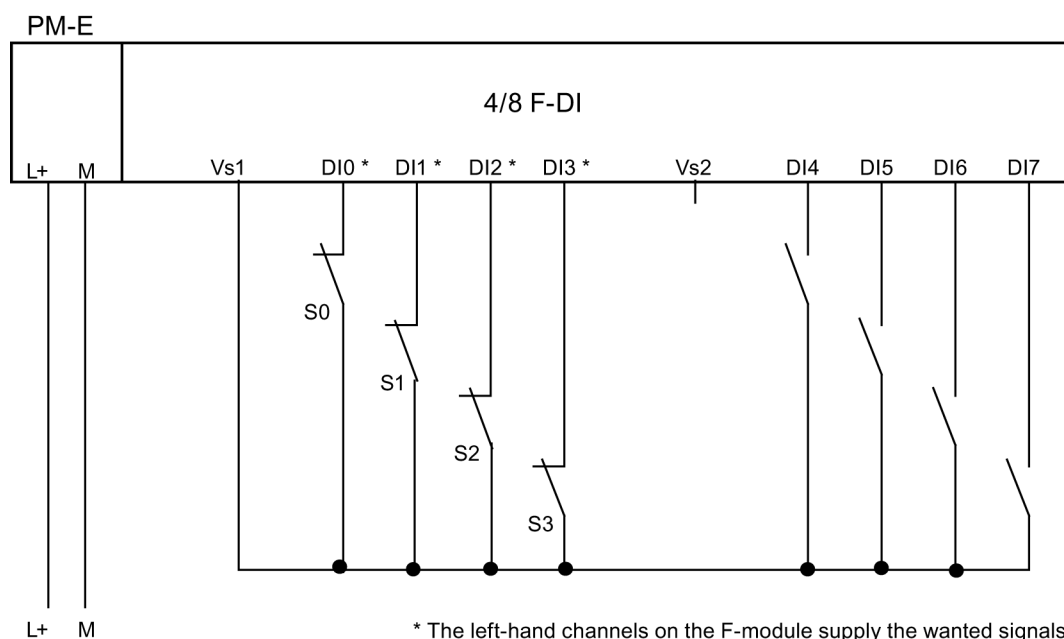 PM-E
4/8 F-DI
L+ M Vs1 DI0 * DI1 * DI2 * DI3 * Vs2 DI4 DI5 DI6 DI7
S0
S1
S2
S3
L+ M * The left-hand channels on the F-module supply the wanted signals